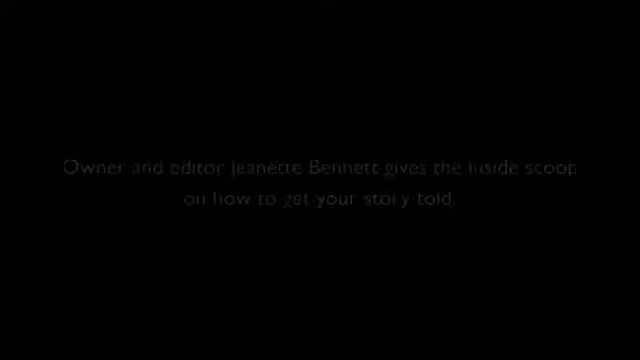 Owner and editor Jeanette Bennett gives the inside scoop
on how to get your story told.